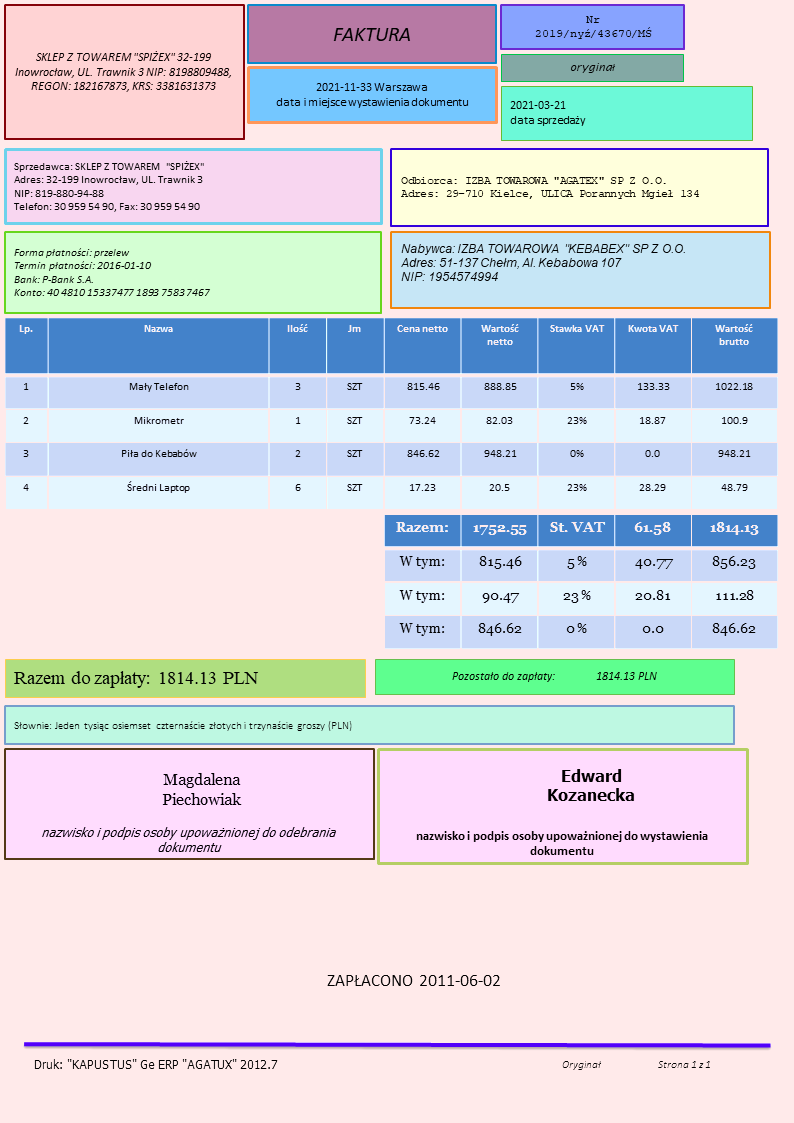 SKLEP Z TOWAREM "SPIŻEX" 32-199
Inowrocław, UL. Trawnik 3 NIP: 8198809488,
REGON: 182167873, KRS: 3381631373
FAKTURA
2021-11-33 Warszawa
data i miejsce wystawienia dokumentu
Nr
2019/nyź/43670/MŚ
oryginał
2021-03-21
data sprzedaży
Sprzedawca: SKLEP Z TOWAREM "SPIŻEX"
Adres: 32-199 Inowrocław, UL. Trawnik 3
NIP: 819-880-94-88
Telefon: 30 959 54 90, Fax: 30 959 54 90
Odbiorca: IZBA TOWAROWA "AGATEX" SP Z O.O.
Adres: 29-710 Kielce, ULICA Porannych Mgieł 134
Forma płatności: przelew
Termin płatności: 2016-01-10
Bank: P-Bank S.A.
Konto: 40 4810 15337477 1893 7583 7467
Nabywca: IZBA TOWAROWA "KEBABEX" SP Z O.O.
Adres: 51-137 Chełm, Al. Kebabowa 107
NIP: 1954574994
Lp. Nazwa Ilość Jm Cena netto Wartość netto Stawka VAT Kwota VAT Wartość brutto
1 Mały Telefon 3 SZT 815.46 888.85 5% 133.33 1022.18
2 Mikrometr 1 SZT 73.24 82.03 23% 18.87 100.9
3 Piła do Kebabów 2 SZT 846.62 948.21 0% 0.0 948.21
4 Średni Laptop 6 SZT 17.23 20.5 23% 28.29 48.79
Razem: 1752.55 St. VAT 61.58 1814.13
W tym: 815.46 5 % 40.77 856.23
W tym: 90.47 23 % 20.81 111.28
W tym: 846.62 0 % 0.0 846.62
Razem do zapłaty: 1814.13 PLN
Pozostało do zapłaty: 1814.13 PLN
Słownie: Jeden tysiąc osiemset czternaście złotych i trzynaście groszy (PLN)
Magdalena
Piechowiak
nazwisko i podpis osoby upoważnionej do odebrania
dokumentu
Edward
Kozanecka
nazwisko i podpis osoby upoważnionej do wystawienia
dokumentu
ZAPŁACONO 2011-06-02
Druk: "KAPUSTUS" Ge ERP "AGATUX" 2012.7
Oryginał Strona 1 z 1